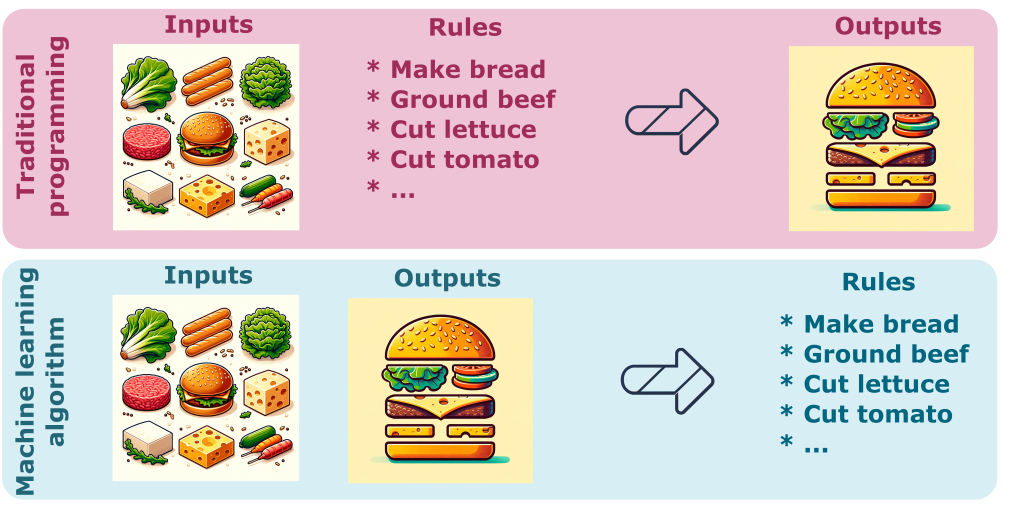 Traditional
programming
Inputs
Rules
* Make bread
* Ground beef
* Cut lettuce
* Cut tomato
* ...
Outputs
Machine learning
algorithm
Inputs
Outputs
Rules
* Make bread
* Ground beef
* Cut lettuce
* Cut tomato
* ...